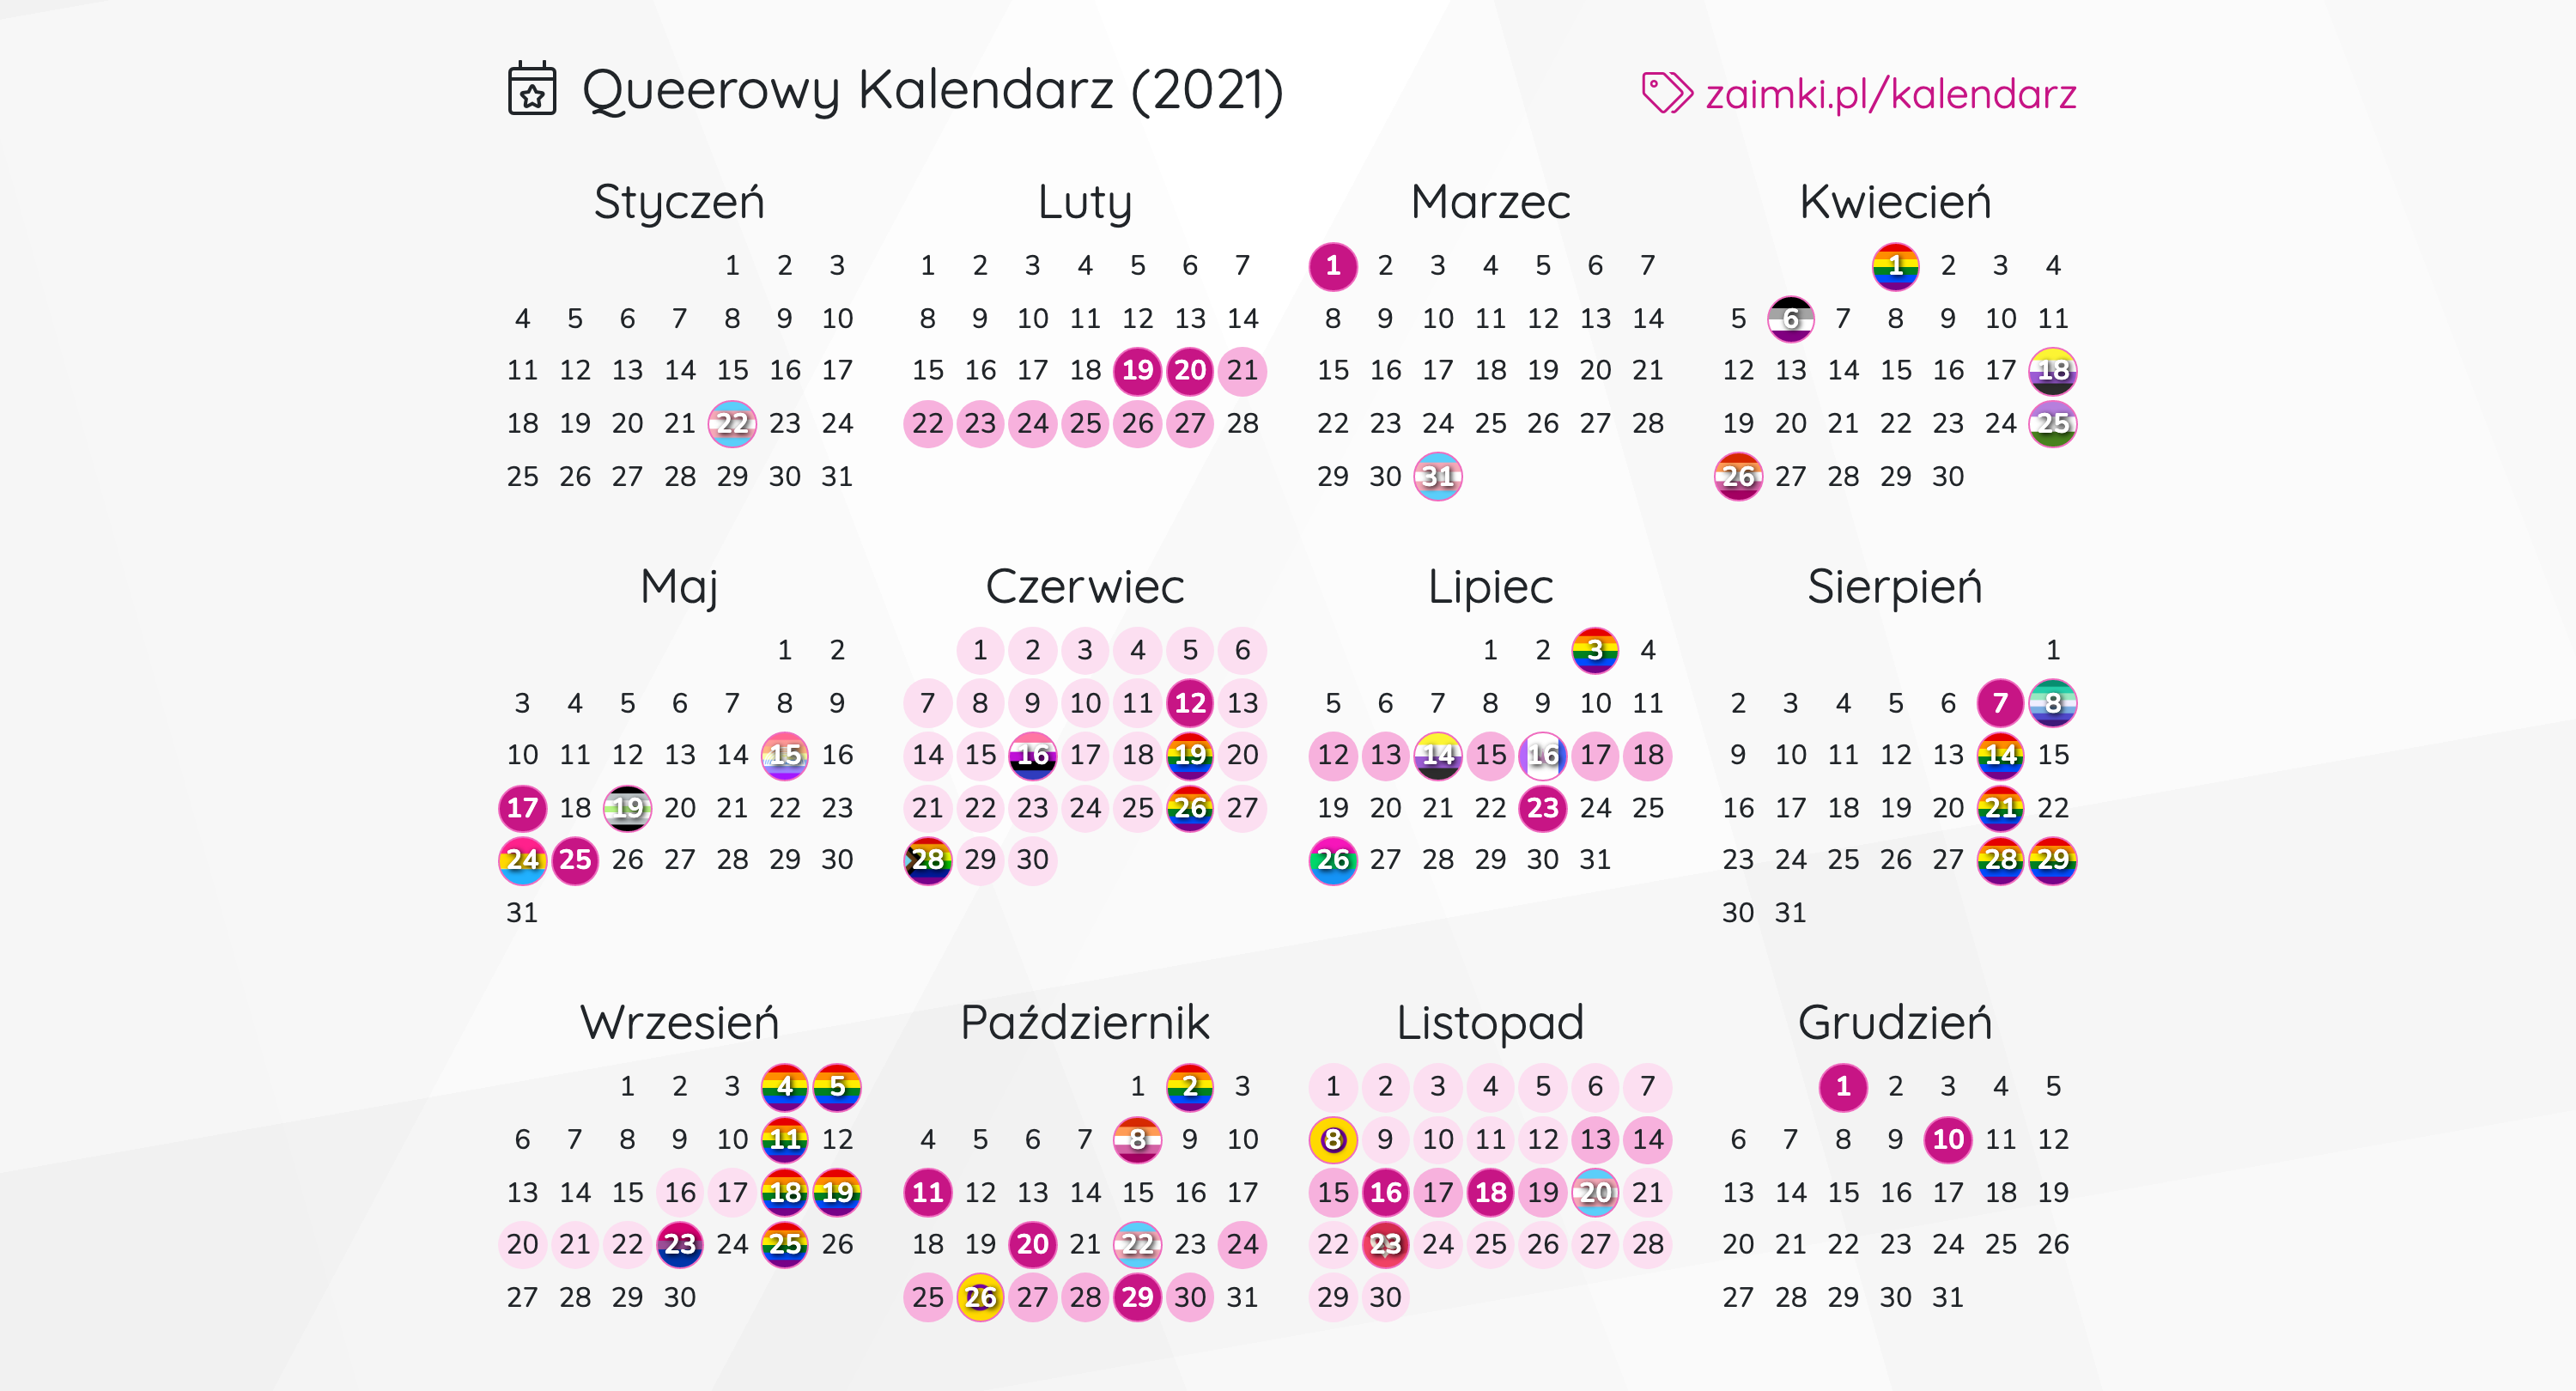 Queerowy Kalendarz (2021)
zaimki.pl/kalendarz
Styczeń
1 2 3
4 5 6 7 8 9 10
11 12 13 14 15 16 17
18 19 20 21 22 23 24
25 26 27 28 29 30 31
Luty
1 2 3 4 5 6 7
8 9 10 11 12 13 14
15 16 17 18 19 20 21
22 23 24 25 26 27 28
Marzec
1 2 3 4 5 6 7
8 9 10 11 12 13 14
15 16 17 18 19 20 21
22 23 24 25 26 27 28
29 30 31
Kwiecień
1 2 3 4
5 6 7 8 9 10 11
12 13 14 15 16 17 18
19 20 21 22 23 24 25
26 27 28 29 30
Maj
1 2
3 4 5 6 7 8 9
10 11 12 13 14 15 16
17 18 19 20 21 22 23
24 25 26 27 28 29 30
31
Czerwiec
1 2 3 4 5 6
7 8 9 10 11 12 13
14 15 16 17 18 19 20
21 22 23 24 25 26 27
28 29 30
Lipiec
1 2 3 4
5 6 7 8 9 10 11
12 13 14 15 16 17 18
19 20 21 22 23 24 25
26 27 28 29 30 31
Sierpień
1
2 3 4 5 6 7 8
9 10 11 12 13 14 15
16 17 18 19 20 21 22
23 24 25 26 27 28 29
30 31
Wrzesień
1 2 3 4 5
6 7 8 9 10 11 12
13 14 15 16 17 18 19
20 21 22 23 24 25 26
27 28 29 30
Październik
1 2 3
4 5 6 7 8 9 10
11 12 13 14 15 16 17
18 19 20 21 22 23 24
25 26 27 28 29 30 31
Listopad
1 2 3 4 5 6 7
8 9 10 11 12 13 14
15 16 17 18 19 20 21
22 23 24 25 26 27 28
29 30
Grudzień
1 2 3 4 5
6 7 8 9 10 11 12
13 14 15 16 17 18 19
20 21 22 23 24 25 26
27 28 29 30 31